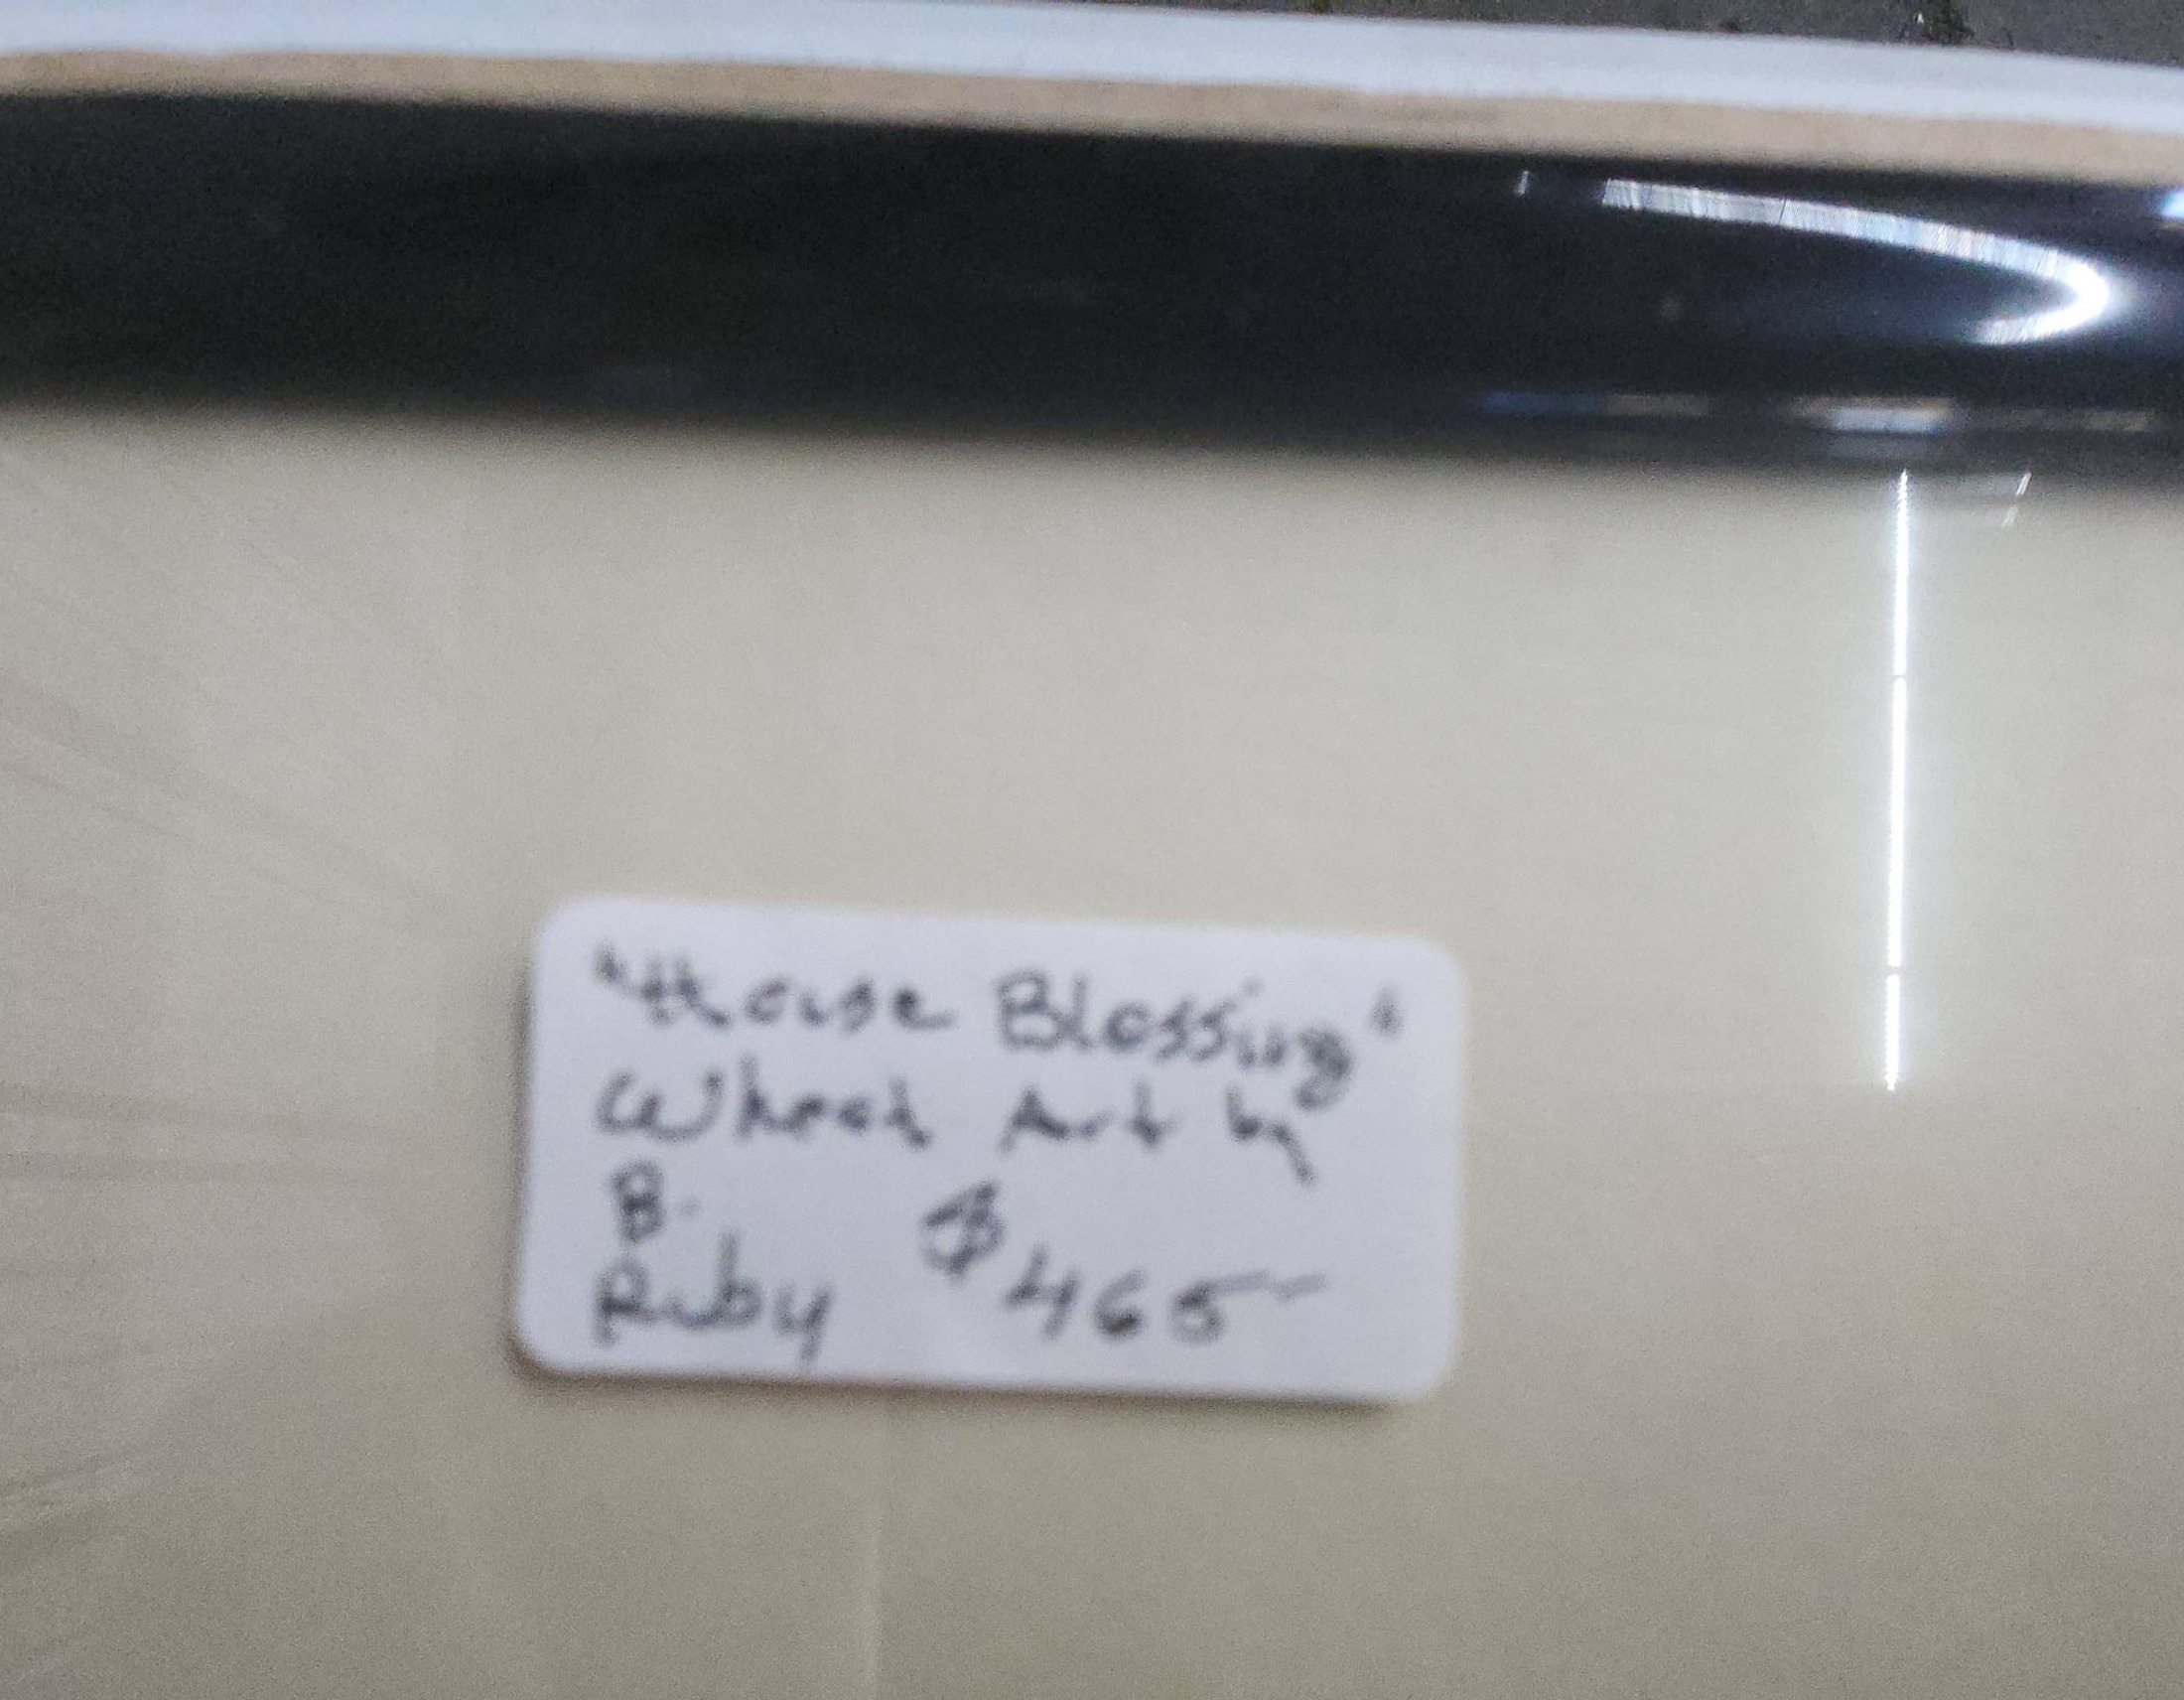 "House Blessing"
Wheat Art by
B.
Ruby $465-